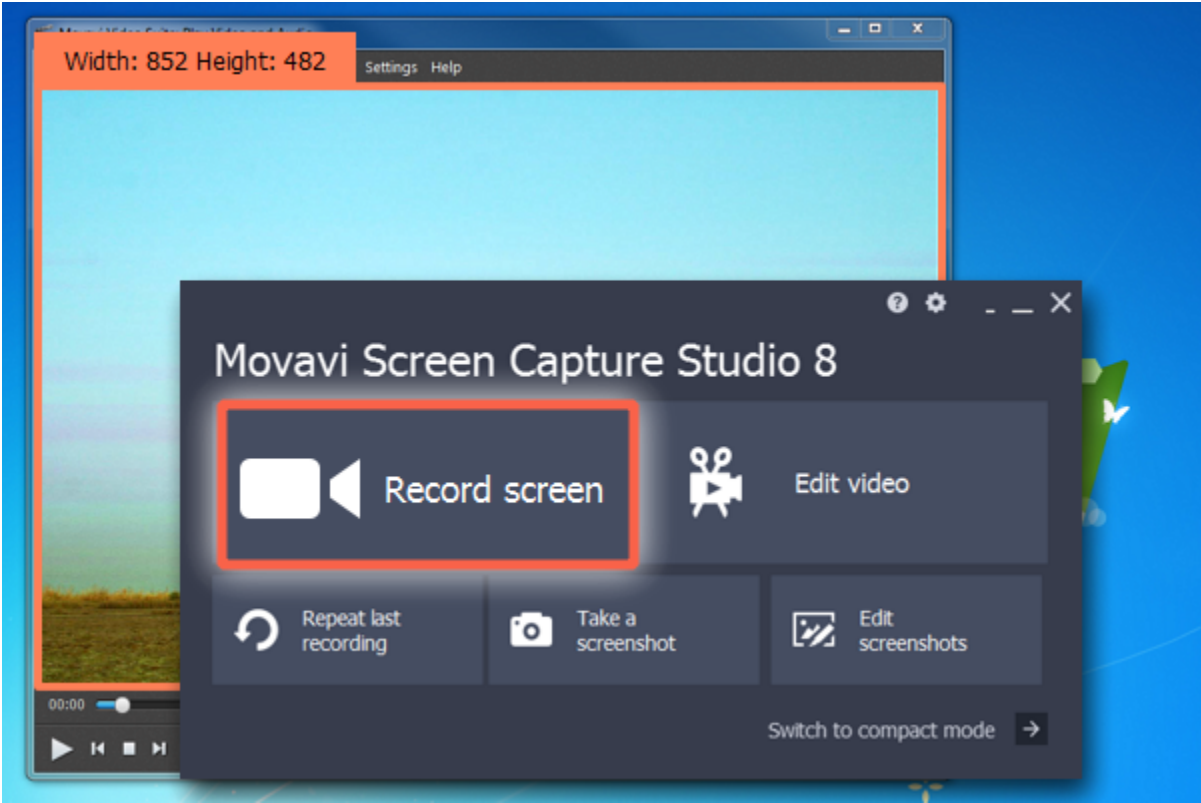 Width: 852 Height: 482
Settings Help
Movavi Screen Capture Studio 8
Record screen
Edit video
Repeat last
recording
Take a
screenshot
Edit
screenshots
00:00
Switch to compact mode